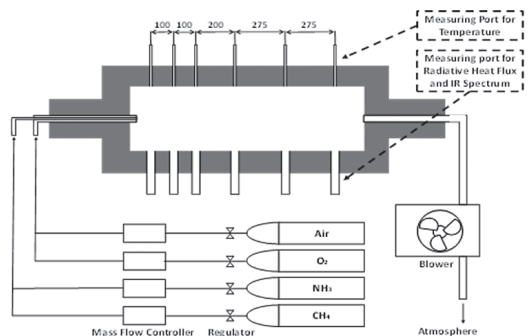 100 100 200 275 275
Measuring Port for
Temperature
Measuring port for
Radiative Heat Flux
and IR Spectrum
Air
O₂
NH₃
CH₄
Blower
Mass Flow Controller Regulator
Atmosphere